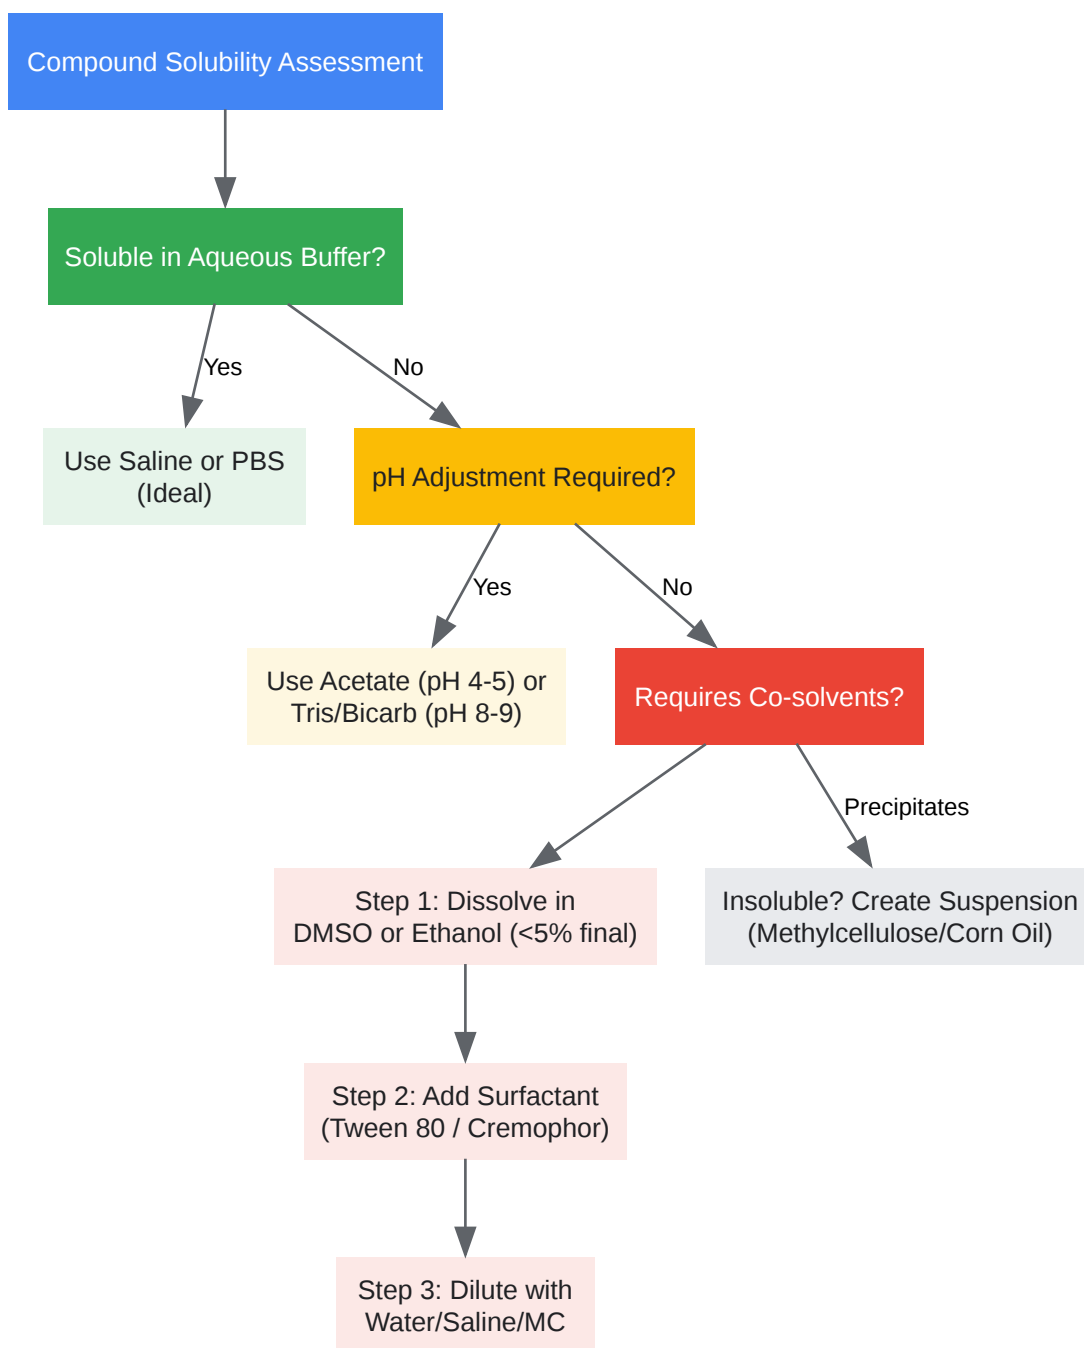 Compound Solubility Assessment
Soluble in Aqueous Buffer?
Yes
No
Use Saline or PBS
(Ideal)
pH Adjustment Required?
Yes
No
Use Acetate (pH 4-5) or
Tris/Bicarb (pH 8-9)
Requires Co-solvents?
Precipitates
Step 1: Dissolve in
DMSO or Ethanol (<5% final)
Insoluble? Create Suspension
(Methylcellulose/Corn Oil)
Step 2: Add Surfactant
(Tween 80 / Cremophor)
Step 3: Dilute with
Water/Saline/MC